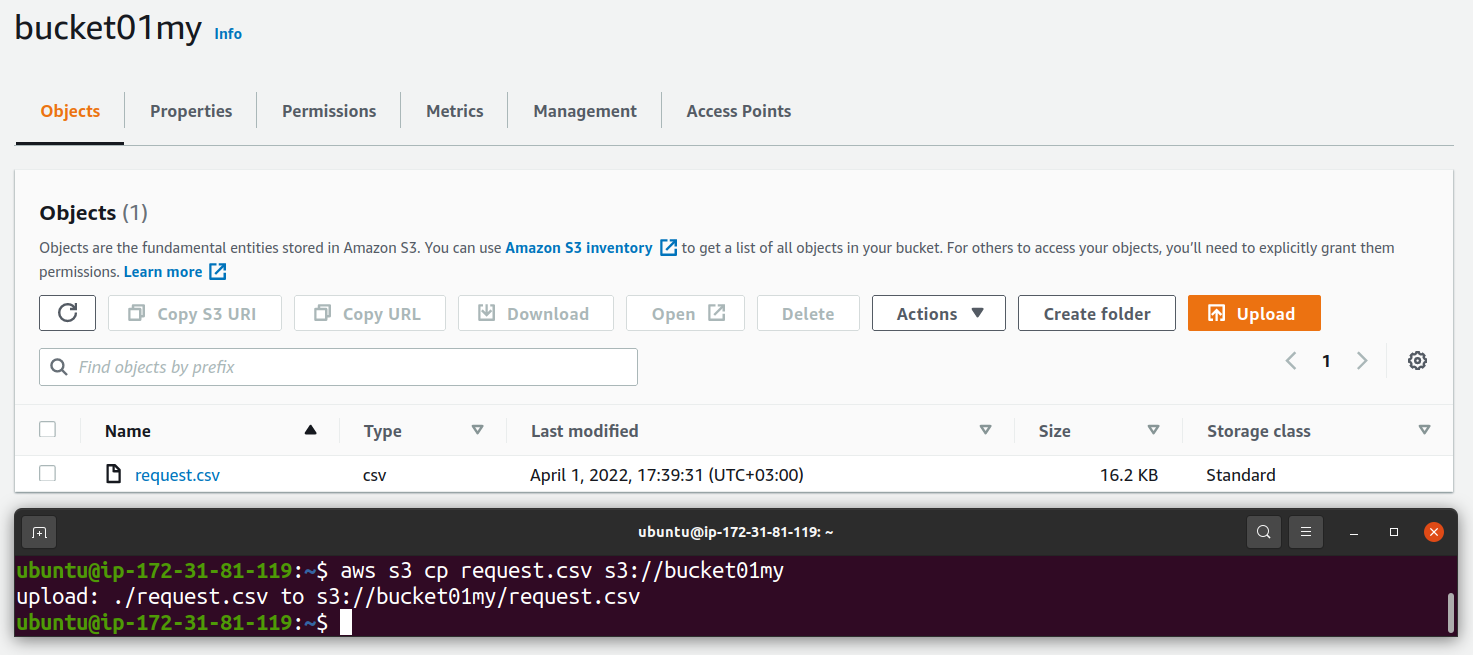 bucket01my Info
Objects Properties Permissions Metrics Management Access Points
Objects (1)
Objects are the fundamental entities stored in Amazon S3. You can use Amazon S3 inventory to get a list of all objects in your bucket. For others to access your objects, you'll need to explicitly grant them
permissions. Learn more
Copy S3 URI Copy URL Download Open Delete Actions Create folder Upload
Find objects by prefix 1
Name Type Last modified Size Storage class
request.csv csv April 1, 2022, 17:39:31 (UTC+03:00) 16.2 KB Standard
ubuntu@ip-172-31-81-119: ~
ubuntu@ip-172-31-81-119:~$ aws s3 cp request.csv s3://bucket01my
upload: ./request.csv to s3://bucket01my/request.csv
ubuntu@ip-172-31-81-119:~$